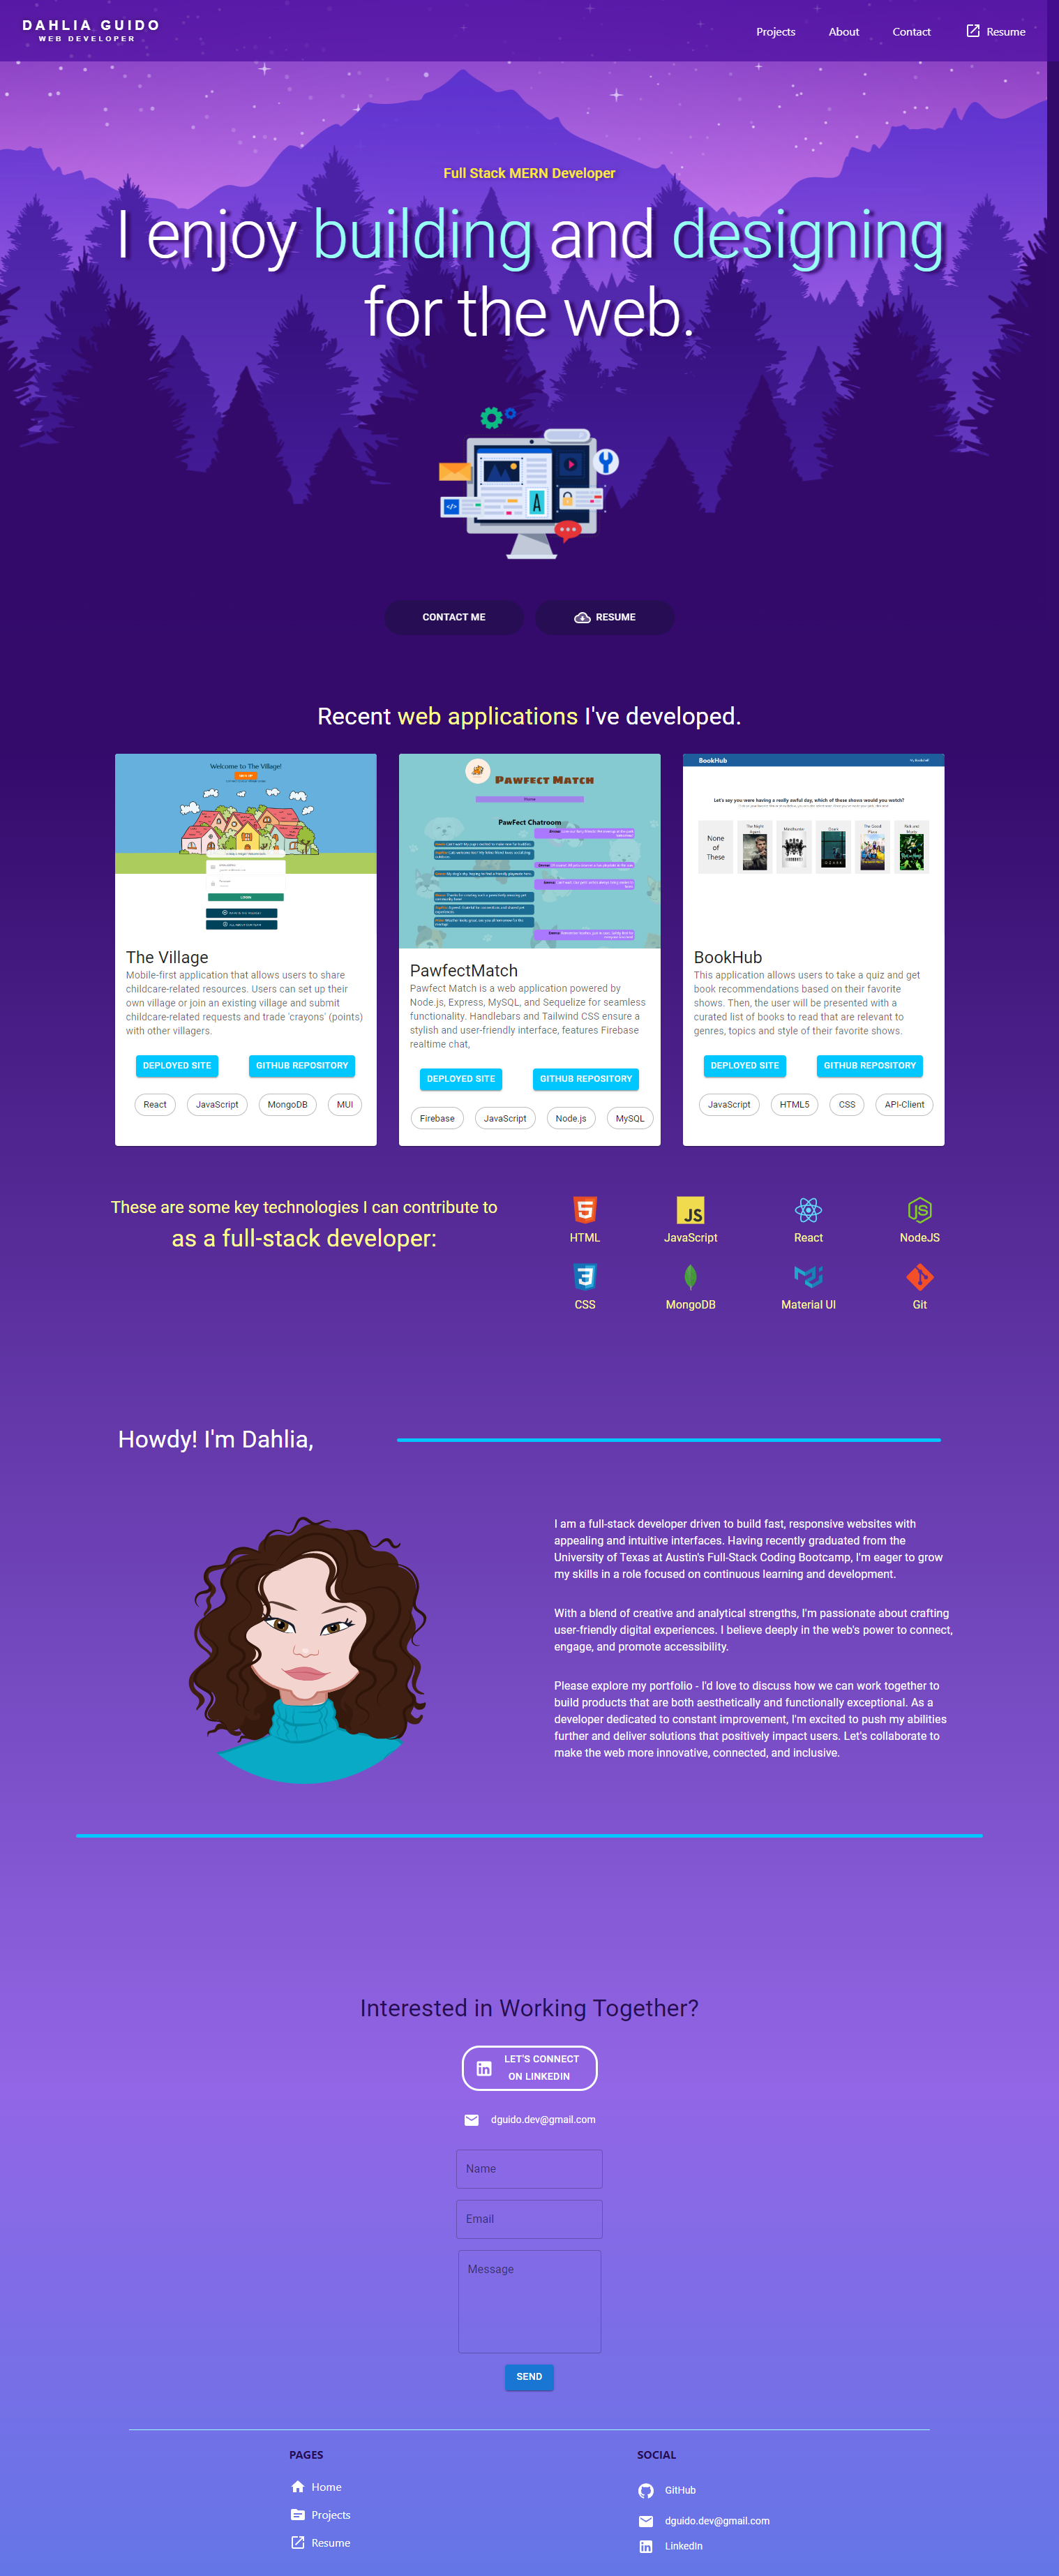 DAHLIA GUIDO
WEB DEVELOPER
Projects
About
Contact
Resume
Full Stack MERN Developer
I enjoy building and designing
for the web.
CONTACT ME
RESUME
Recent web applications I've developed.
Welcome to The Village!
SIGN UP
LOGIN
The Village
Mobile-first application that allows users to share
childcare-related resources. Users can set up their
own village or join an existing village and submit
childcare-related requests and trade 'crayons' (points)
with other villagers.
DEPLOYED SITE
GITHUB REPOSITORY
React
JavaScript
MongoDB
MUI
PAWFECT MATCH
PawFect Chatroom
PawfectMatch
Pawfect Match is a web application powered by
Node.js, Express, MySQL, and Sequelize for seamless
functionality. Handlebars and Tailwind CSS ensure a
stylish and user-friendly interface, features Firebase
realtime chat,
DEPLOYED SITE
GITHUB REPOSITORY
Firebase
JavaScript
Node.js
MySQL
BookHub
My Bookshelf
Let's say you were having a really awful day, which of these shows would you watch?
None
of
These
The Night
Agent
Mindhunter
Ozark
The Good
Place
Rick and
Morty
BookHub
This application allows users to take a quiz and get
book recommendations based on their favorite
shows. Then, the user will be presented with a
curated list of books to read that are relevant to
genres, topics and style of their favorite shows.
DEPLOYED SITE
GITHUB REPOSITORY
JavaScript
HTML5
CSS
API-Client
These are some key technologies I can contribute to
as a full-stack developer:
HTML
JavaScript
React
NodeJS
CSS
MongoDB
Material UI
Git
Howdy! I'm Dahlia,
I am a full-stack developer driven to build fast, responsive websites with
appealing and intuitive interfaces. Having recently graduated from the
University of Texas at Austin's Full-Stack Coding Bootcamp, I'm eager to grow
my skills in a role focused on continuous learning and development.
With a blend of creative and analytical strengths, I'm passionate about crafting
user-friendly digital experiences. I believe deeply in the web's power to connect,
engage, and promote accessibility.
Please explore my portfolio - I'd love to discuss how we can work together to
build products that are both aesthetically and functionally exceptional. As a
developer dedicated to constant improvement, I'm excited to push my abilities
further and deliver solutions that positively impact users. Let's collaborate to
make the web more innovative, connected, and inclusive.
Interested in Working Together?
LET'S CONNECT
ON LINKEDIN
dguido.dev@gmail.com
Name
Email
Message
SEND
PAGES
Home
Projects
Resume
SOCIAL
GitHub
dguido.dev@gmail.com
LinkedIn